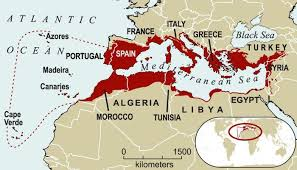 ATLANTIC
OCEAN
Azores
Madeira
Canaries
Cape
Verde
PORTUGAL
SPAIN
FRANCE
ITALY
GREECE
Black Sea
TURKEY
SYRIA
Mediterranean Sea
MOROCCO
ALGERIA
TUNISIA
LIBYA
EGYPT
0 1500
kilometers